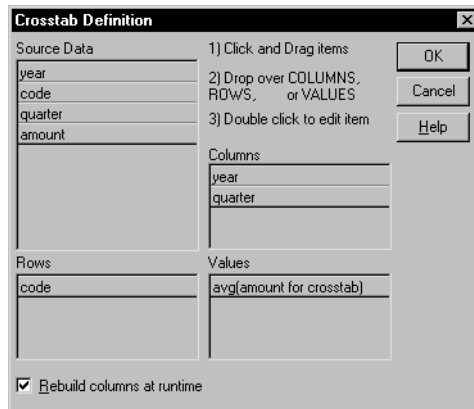 Crosstab Definition
Source Data
year
code
quarter
amount
1) Click and Drag items
2) Drop over COLUMNS,
ROWS, or VALUES
3) Double click to edit item
OK
Cancel
Help
Columns
year
quarter
Rows
code
Values
avg(amount for crosstab)
Rebuild columns at runtime